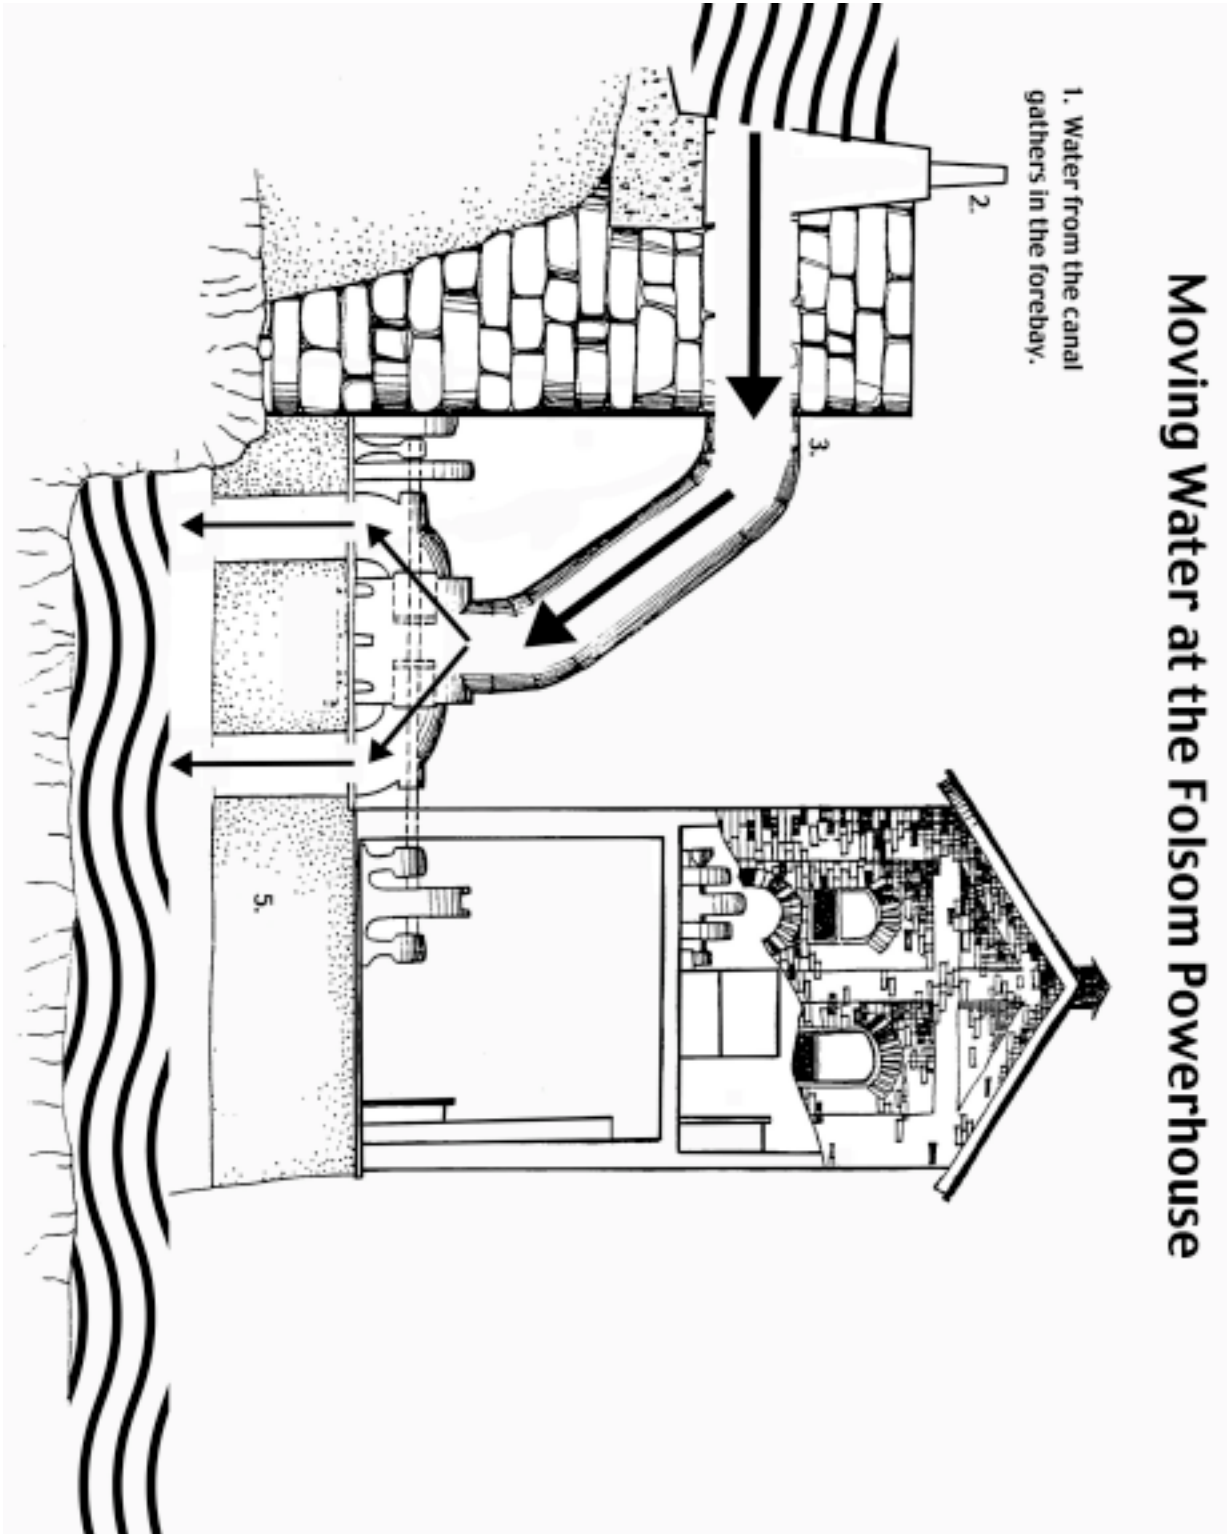 Moving Water at the Folsom Powerhouse
1. Water from the canal
gathers in the forebay.
2.
3.
5.